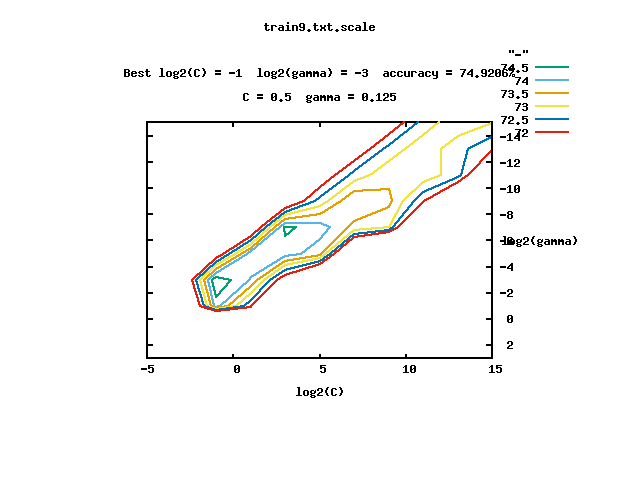 train9.txt.scale
"-"
Best log2(C) = -1  log2(gamma) = -3  accuracy = 74.9206%
74.5
74
C = 0.5  gamma = 0.125
73.5
73
72.5
72
-14
-12
-10
-8
-6
log2(gamma)
-4
-2
0
2
-5 0 5 10 15
log2(C)